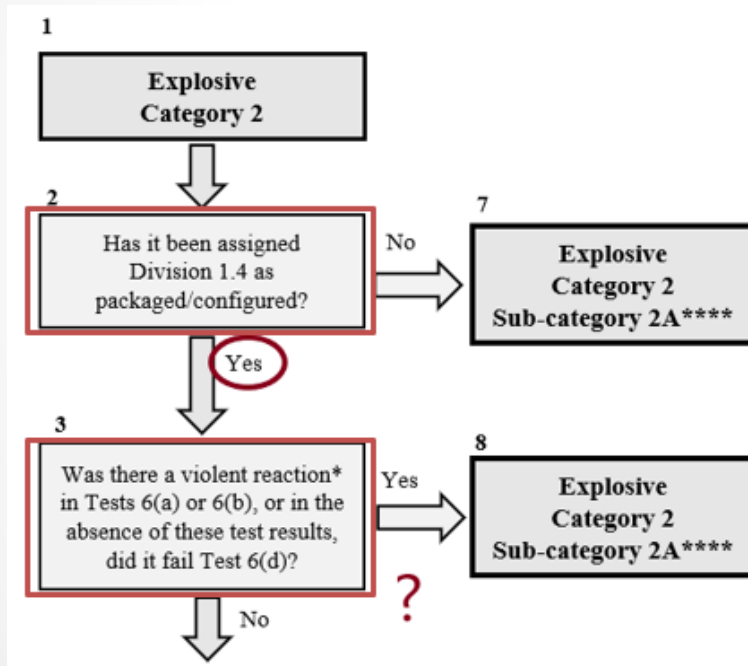 1
Explosive
Category 2
2
Has it been assigned
Division 1.4 as
packaged/configured?
No
7
Explosive
Category 2
Sub-category 2A****
Yes
3
Was there a violent reaction*
in Tests 6(a) or 6(b), or in the
absence of these test results,
did it fail Test 6(d)?
Yes
8
Explosive
Category 2
Sub-category 2A****
?
No